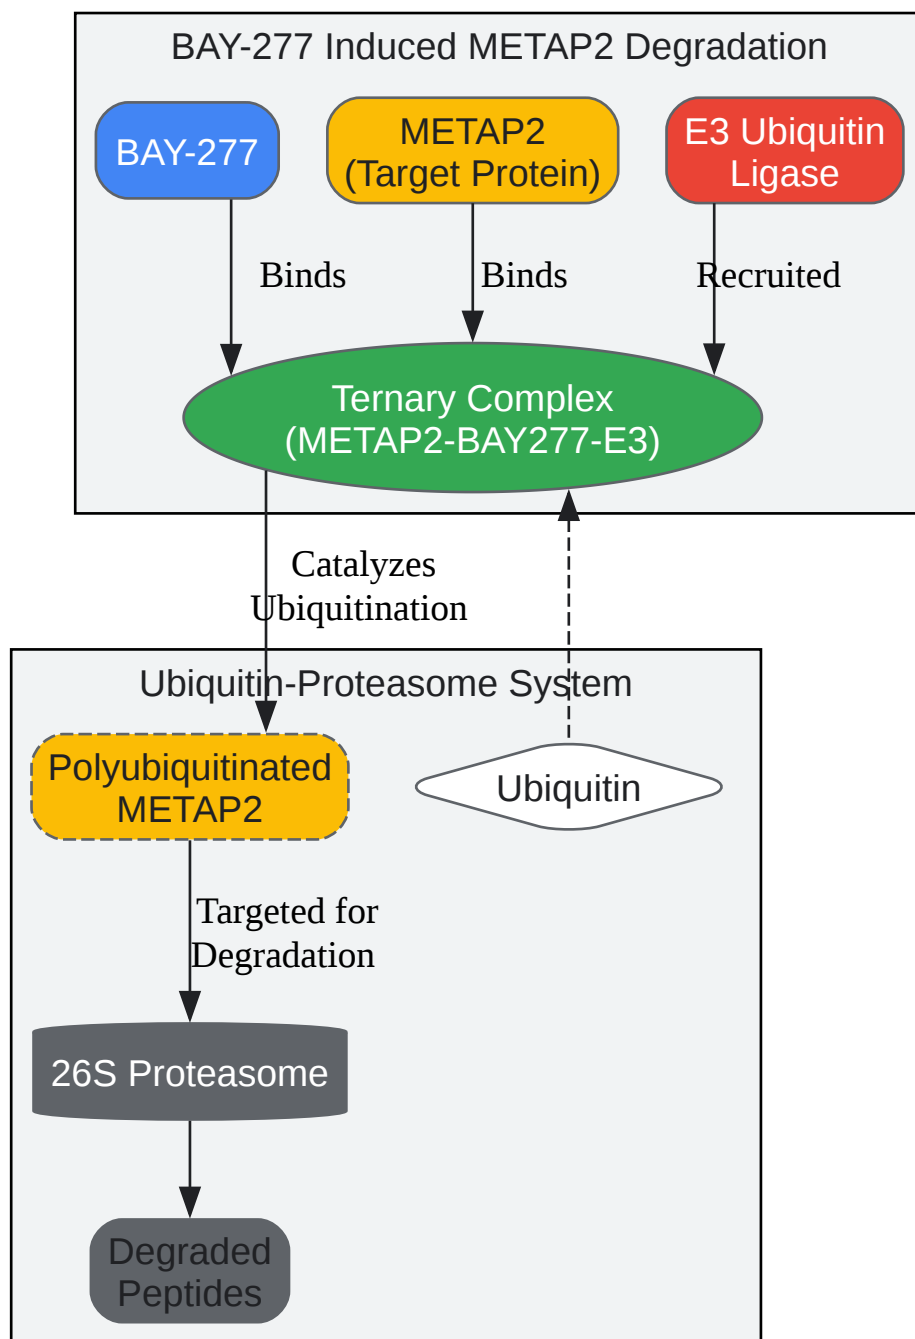 BAY-277 Induced METAP2 Degradation
BAY-277
METAP2
(Target Protein)
E3 Ubiquitin
Ligase
Binds
Binds
Recruited
Ternary Complex
(METAP2-BAY277-E3)
Catalyzes
Ubiquitination
Ubiquitin-Proteasome System
Polyubiquitinated
METAP2
Ubiquitin
Targeted for
Degradation
26S Proteasome
Degraded
Peptides